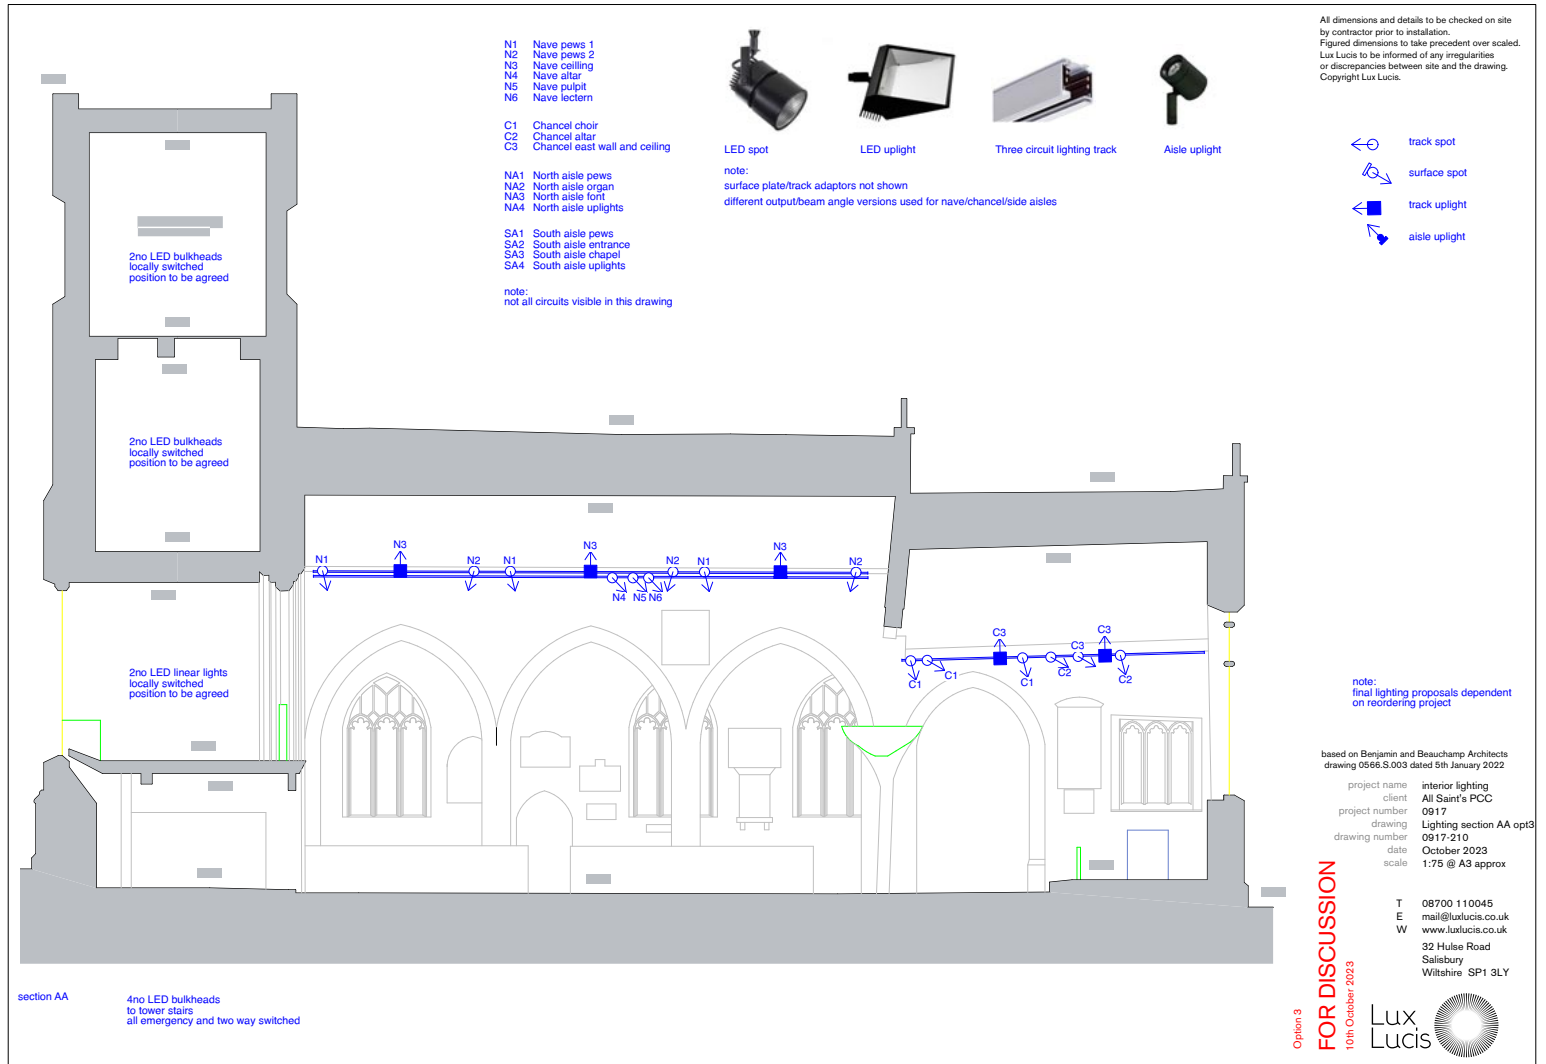 N1 Nave pews 1
N2 Nave pews 2
N3 Nave ceilling
N4 Nave altar
N5 Nave pulpit
N6 Nave lectern
C1 Chancel choir
C2 Chancel altar
C3 Chancel east wall and ceiling
NA1 North aisle pews
NA2 North aisle organ
NA3 North aisle font
NA4 North aisle uplights
SA1 South aisle pews
SA2 South aisle entrance
SA3 South aisle chapel
SA4 South aisle uplights
note:
not all circuits visible in this drawing
LED spot
LED uplight
Three circuit lighting track
Aisle uplight
note:
surface plate/track adaptors not shown
different output/beam angle versions used for nave/chancel/side aisles
All dimensions and details to be checked on site
by contractor prior to installation.
Figured dimensions to take precedent over scaled.
Lux Lucis to be informed of any irregularities
or discrepancies between site and the drawing.
Copyright Lux Lucis.
track spot
surface spot
track uplight
aisle uplight
2no LED bulkheads
locally switched
position to be agreed
2no LED bulkheads
locally switched
position to be agreed
N1 N3 N2 N1 N3 N2 N1 N3 N2
N4 N5 N6
C3 C3 C3
C1 C1 C1 C2 C2
2no LED linear lights
locally switched
position to be agreed
note:
final lighting proposals dependent
on reordering project
based on Benjamin and Beauchamp Architects
drawing 0566.S.003 dated 5th January 2022
project name interior lighting
client All Saint's PCC
project number 0917
drawing Lighting section AA opt3
drawing number 0917-210
date October 2023
scale 1:75 @ A3 approx
T 08700 110045
E mail@luxlucis.co.uk
W www.luxlucis.co.uk
32 Hulse Road
Salisbury
Wiltshire SP1 3LY
Option 3
FOR DISCUSSION
10th October 2023
Lux
Lucis
section AA
4no LED bulkheads
to tower stairs
all emergency and two way switched